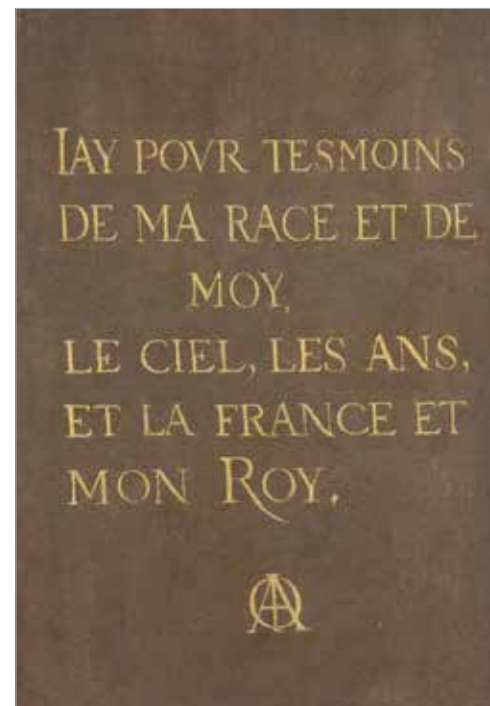 IAY POVR TESMOINS
DE MA RACE ET DE
MOY.
LE CIEL, LES ANS,
ET LA FRANCE ET
MON ROY.